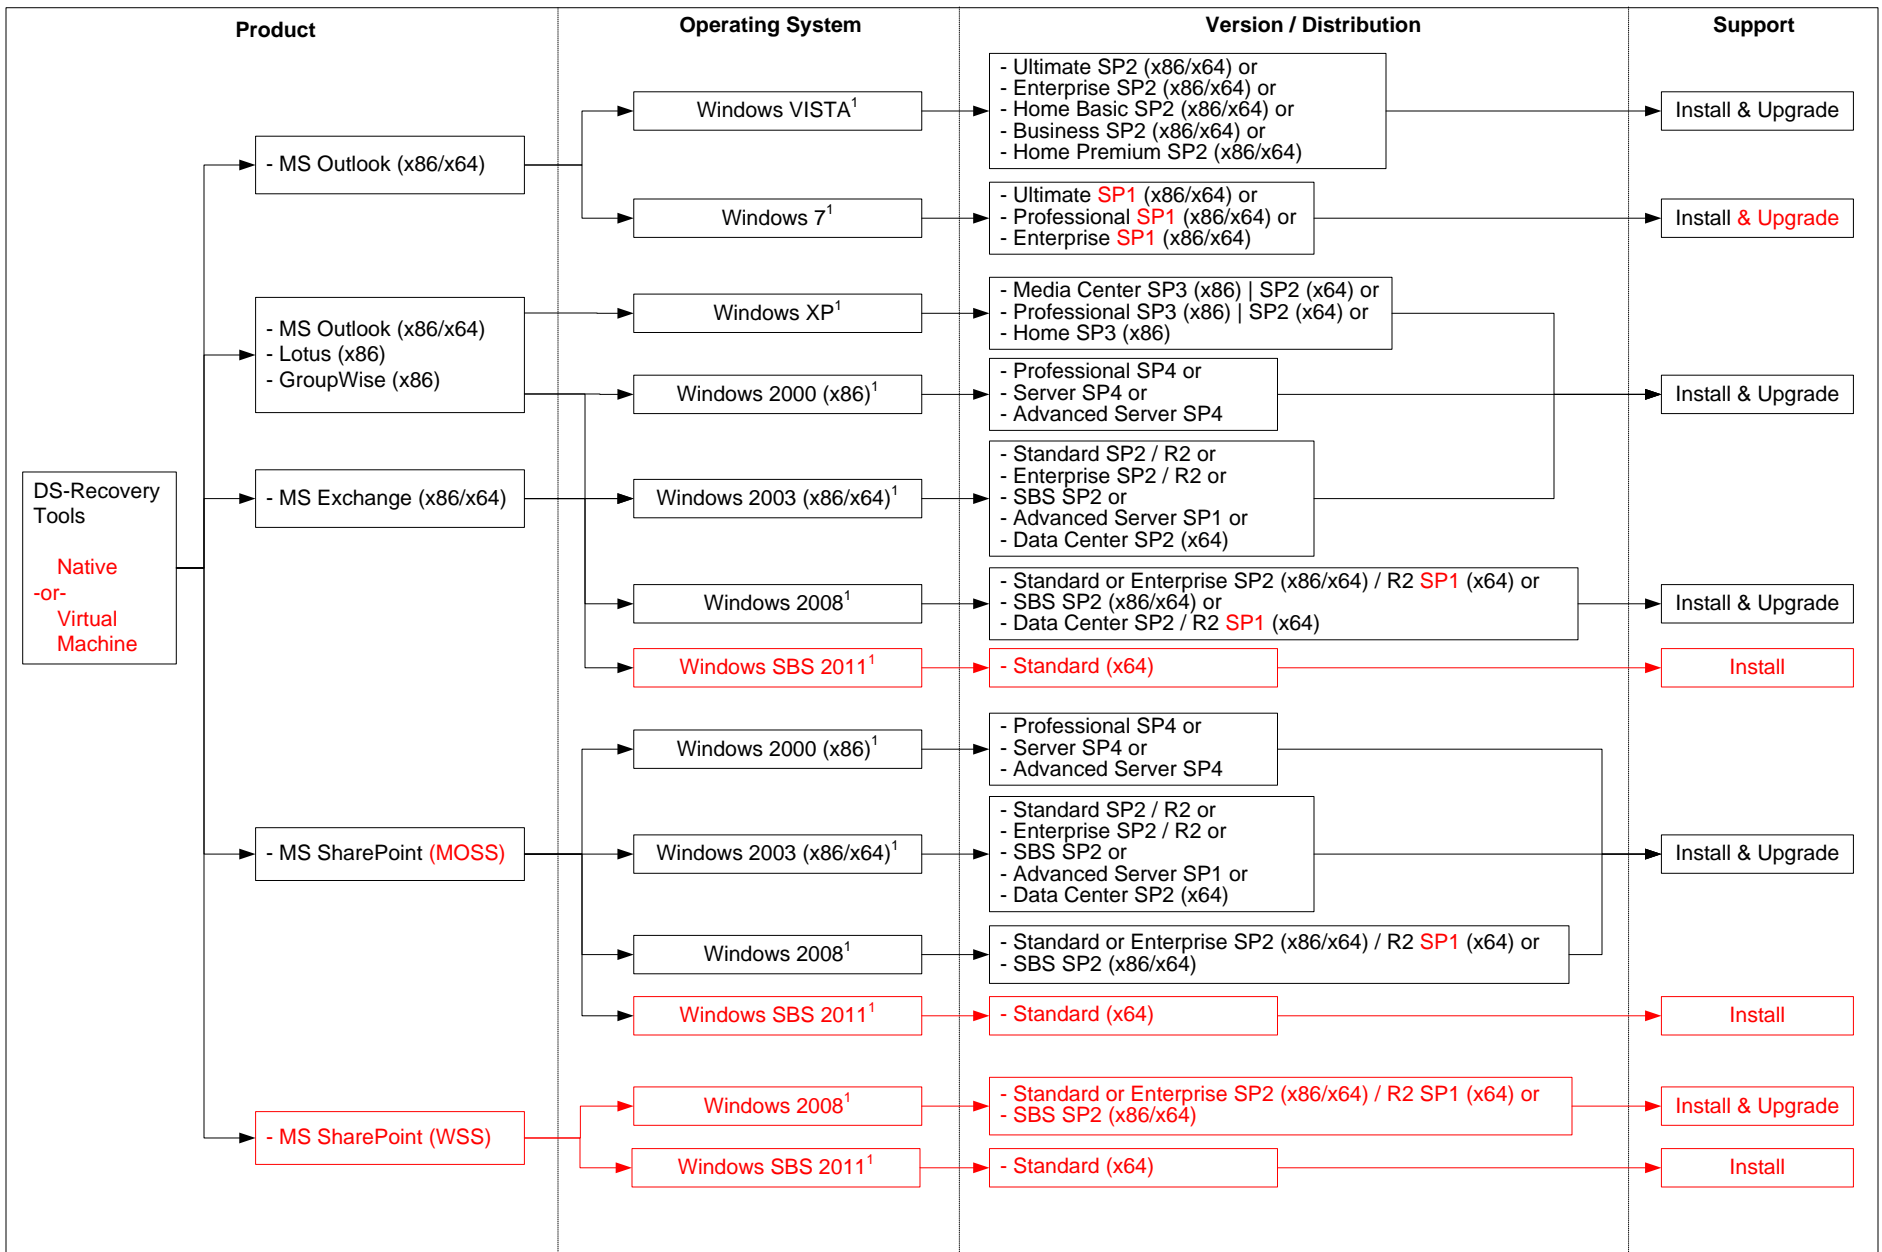 Product
Operating System
Version / Distribution
Support
DS-Recovery
Tools
Native
-or-
Virtual
Machine
- MS Outlook (x86/x64)
Windows VISTA1
- Ultimate SP2 (x86/x64) or
- Enterprise SP2 (x86/x64) or
- Home Basic SP2 (x86/x64) or
- Business SP2 (x86/x64) or
- Home Premium SP2 (x86/x64)
Install & Upgrade
Windows 71
- Ultimate SP1 (x86/x64) or
- Professional SP1 (x86/x64) or
- Enterprise SP1 (x86/x64)
Install & Upgrade
- MS Outlook (x86/x64)
- Lotus (x86)
- GroupWise (x86)
Windows XP1
- Media Center SP3 (x86) | SP2 (x64) or
- Professional SP3 (x86) | SP2 (x64) or
- Home SP3 (x86)
Windows 2000 (x86)1
- Professional SP4 or
- Server SP4 or
- Advanced Server SP4
Install & Upgrade
- MS Exchange (x86/x64)
Windows 2003 (x86/x64)1
- Standard SP2 / R2 or
- Enterprise SP2 / R2 or
- SBS SP2 or
- Advanced Server SP1 or
- Data Center SP2 (x64)
Windows 20081
- Standard or Enterprise SP2 (x86/x64) / R2 SP1 (x64) or
- SBS SP2 (x86/x64) or
- Data Center SP2 / R2 SP1 (x64)
Install & Upgrade
Windows SBS 20111
- Standard (x64)
Install
- MS SharePoint (MOSS)
Windows 2000 (x86)1
- Professional SP4 or
- Server SP4 or
- Advanced Server SP4
Windows 2003 (x86/x64)1
- Standard SP2 / R2 or
- Enterprise SP2 / R2 or
- SBS SP2 or
- Advanced Server SP1 or
- Data Center SP2 (x64)
Install & Upgrade
Windows 20081
- Standard or Enterprise SP2 (x86/x64) / R2 SP1 (x64) or
- SBS SP2 (x86/x64)
Windows SBS 20111
- Standard (x64)
Install
- MS SharePoint (WSS)
Windows 20081
- Standard or Enterprise SP2 (x86/x64) / R2 SP1 (x64) or
- SBS SP2 (x86/x64)
Install & Upgrade
Windows SBS 20111
- Standard (x64)
Install